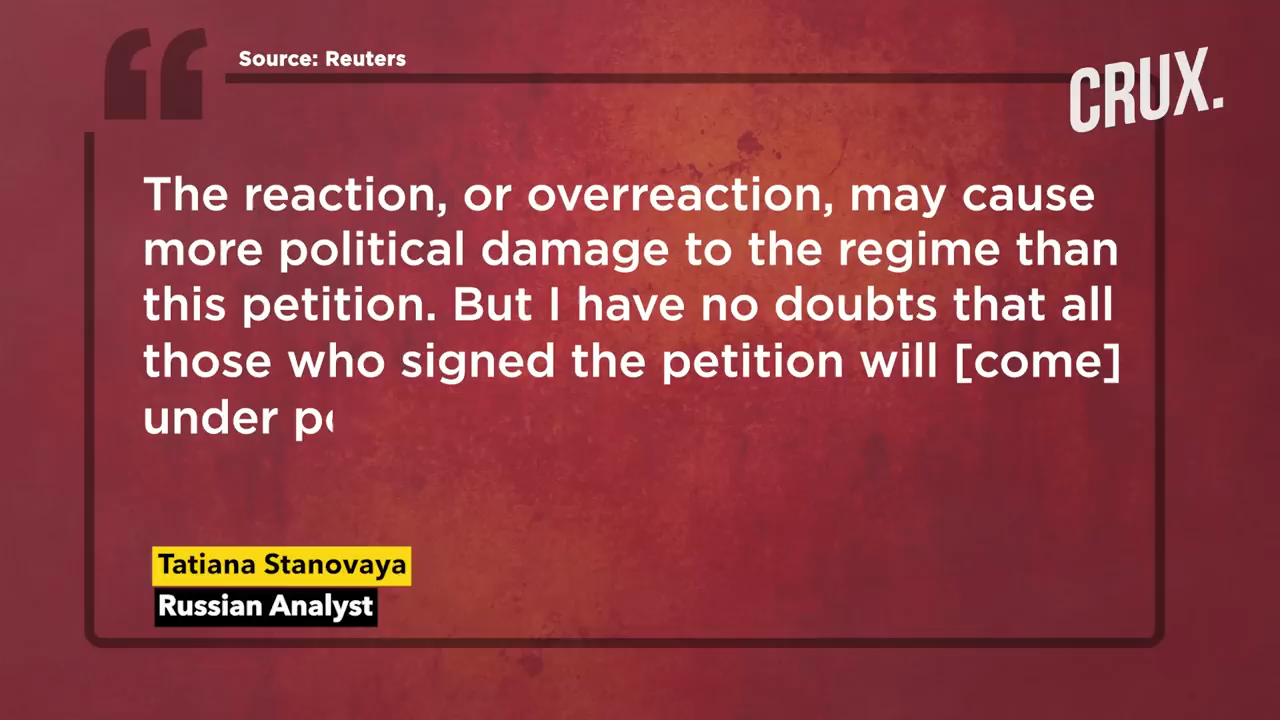 Source: Reuters
CRUX.
The reaction, or overreaction, may cause
more political damage to the regime than
this petition. But I have no doubts that all
those who signed the petition will [come]
under
Tatiana Stanovaya
Russian Analyst